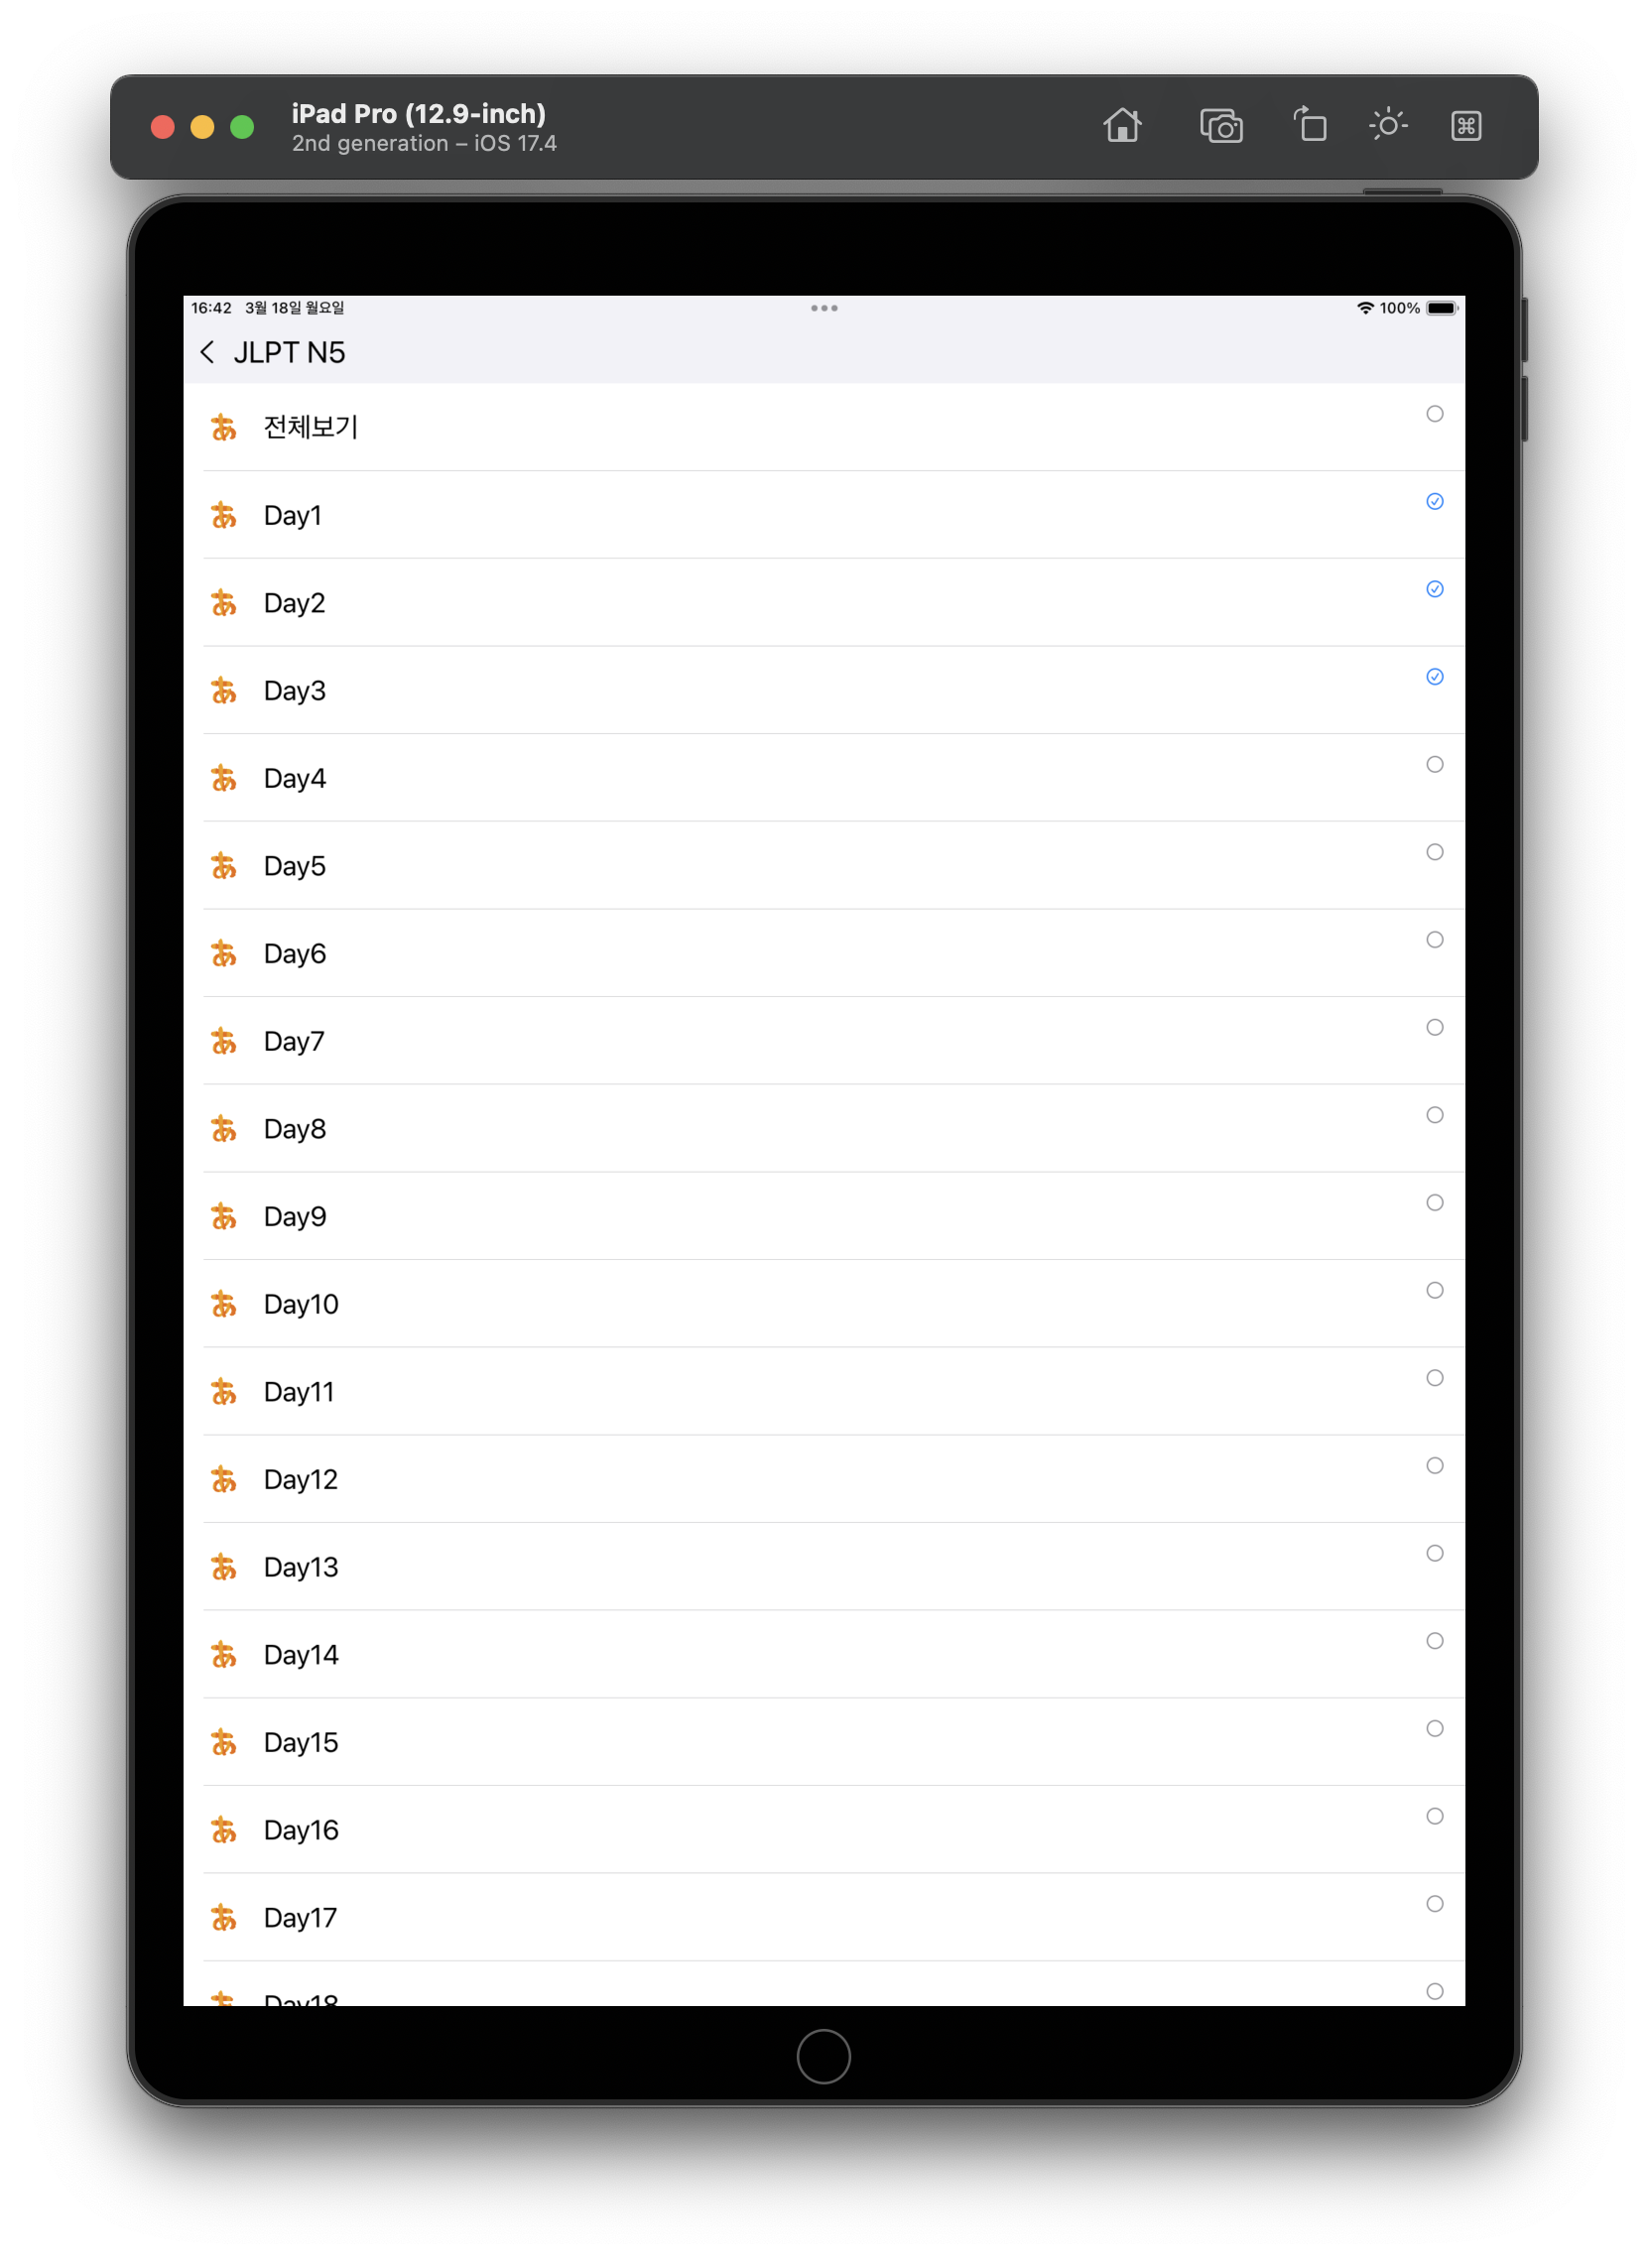 iPad Pro (12.9-inch)
2nd generation – iOS 17.4
16:42 3월 18일 월요일
100%
JLPT N5
あ 전체보기
あ Day1
あ Day2
あ Day3
あ Day4
あ Day5
あ Day6
あ Day7
あ Day8
あ Day9
あ Day10
あ Day11
あ Day12
あ Day13
あ Day14
あ Day15
あ Day16
あ Day17
あ Day18